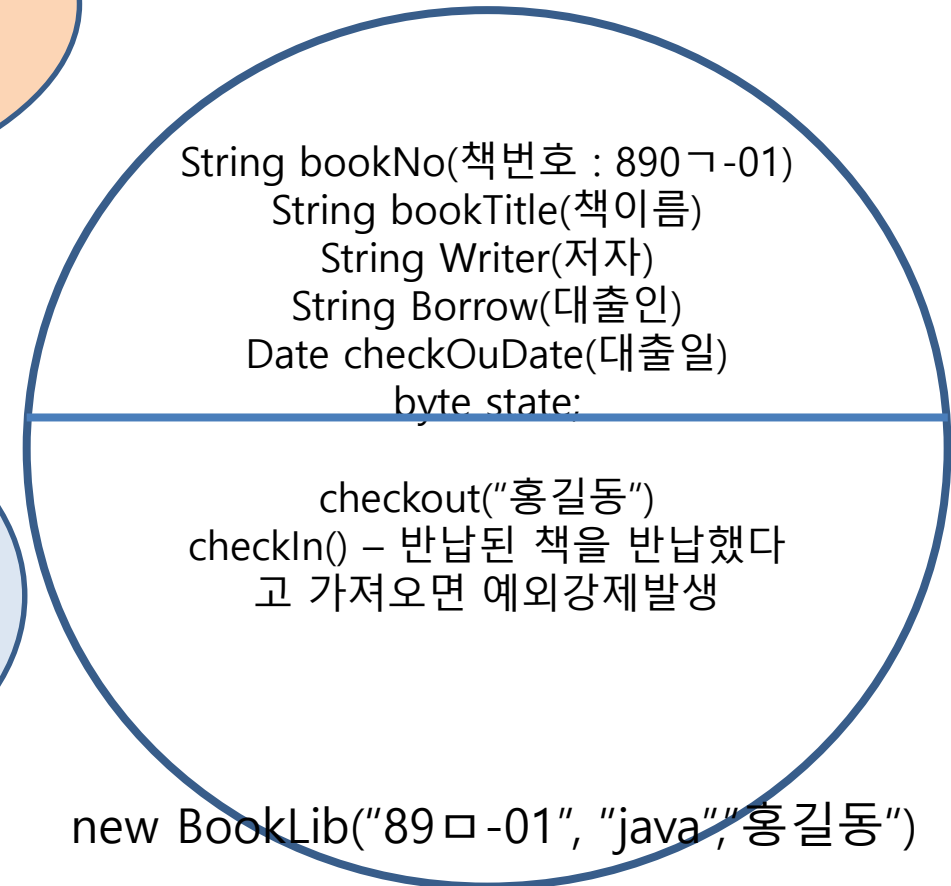 String bookNo(책번호 : 890ㄱ-01)
String bookTitle(책이름)
String Writer(저자)
String Borrow(대출인)
Date checkOuDate(대출일)
byte state;
checkout(“홍길동”)
checkIn() – 반납된 책을 반납했다
고 가져오면 예외강제발생
new BookLib(“89ㅁ-01”, “java”,”홍길동”)